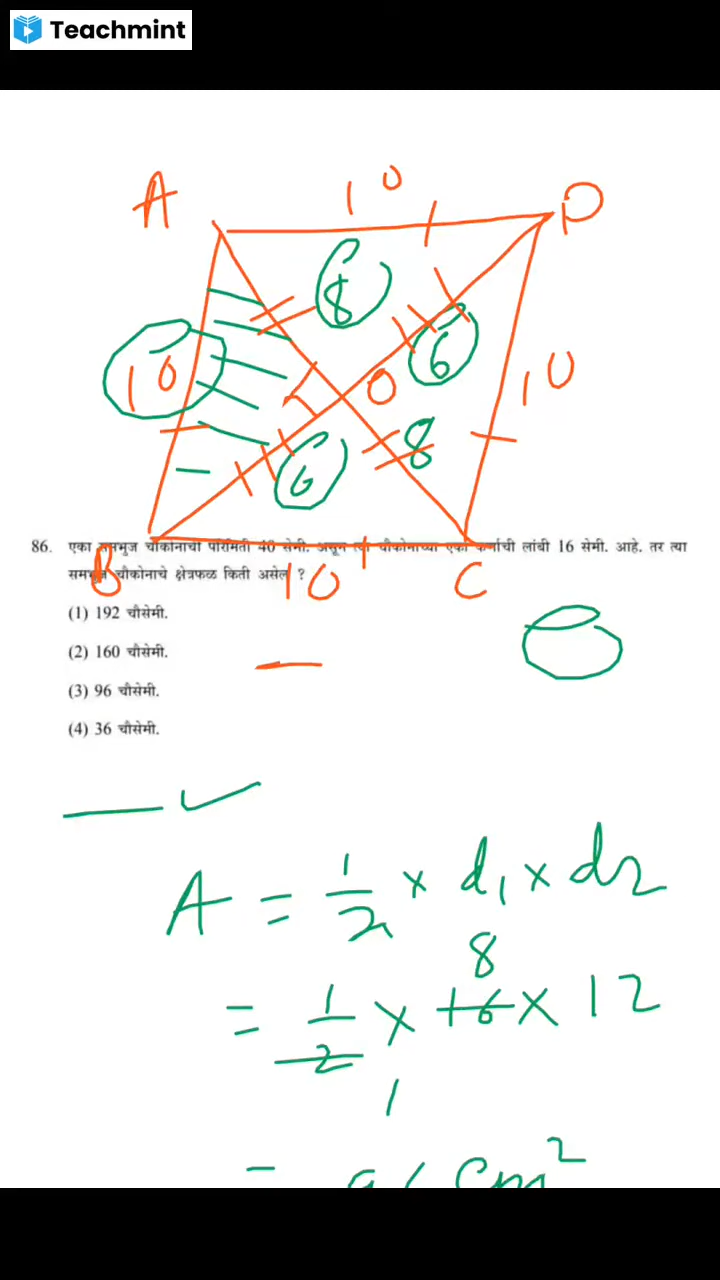 Teachmint
A
10
D
8
6
10
O
10
6
8
86. एका समभुज चौकोनाची परिमिती 40 सेमी. असून त्या चौकोनाच्या एका कर्णाची लांबी 16 सेमी. आहे. तर त्या
समभुज चौकोनाचे क्षेत्रफळ किती असेल ?
B
10
C
(1) 192 चौसेमी.
(2) 160 चौसेमी.
(3) 96 चौसेमी.
(4) 36 चौसेमी.
A = 1/2 × d1 × d2
8
= 1/2 × 16 × 12
1
= cm²